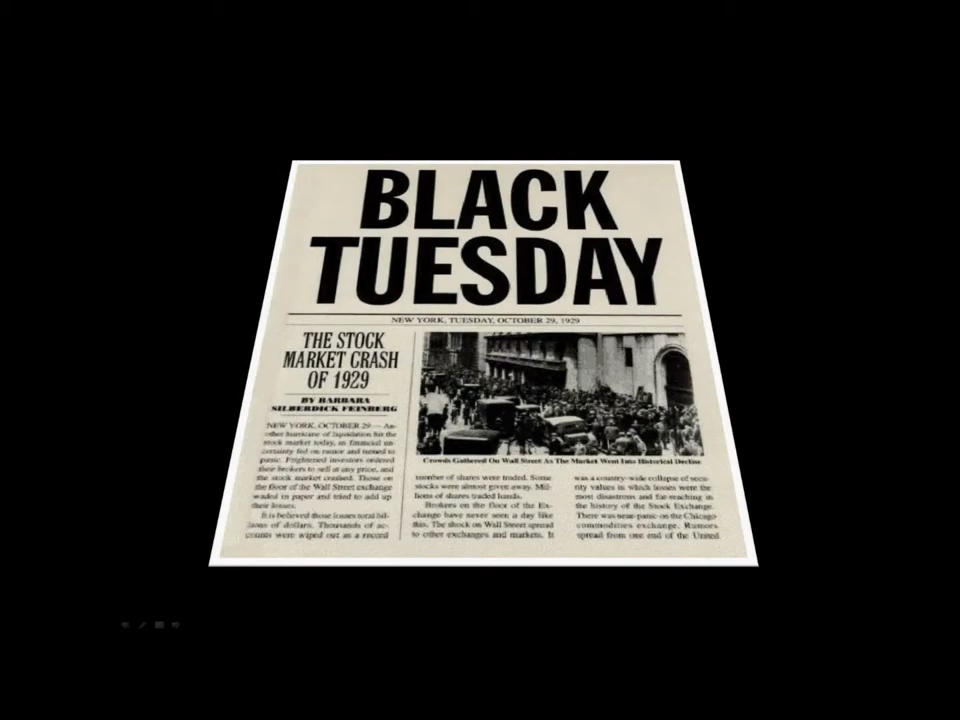 BLACK
TUESDAY
NEW YORK, TUESDAY, OCTOBER 29, 1929
THE STOCK
MARKET CRASH
OF 1929
BY BARBARA
SILBERDICK FEINBERG
NEW YORK, OCTOBER 29 — An-
other hurricane of liquidation hit the
stock market today, as financial un-
certainty fed on rumor and turned to
panic. Frightened investors ordered
their brokers to sell at any price, and
the stock market crashed. Those on
the floor of the Wall Street exchange
waded in paper and tried to add up
their losses.
It is believed those losses total bil-
lions of dollars. Thousands of ac-
counts were wiped out as a record
Crowds Gathered On Wall Street As The Market Went Into Historical Decline
number of shares were traded. Some
stocks were almost given away. Mil-
lions of shares traded hands.
Brokers on the floor of the Ex-
change have never seen a day like
this. The shock on Wall Street spread
to other exchanges and markets. It
was a country-wide collapse of secu-
rity values in which losses were the
most disastrous and far-reaching in
the history of the Stock Exchange.
There was near-panic on the Chicago
commodities exchange. Rumors
spread from one end of the United